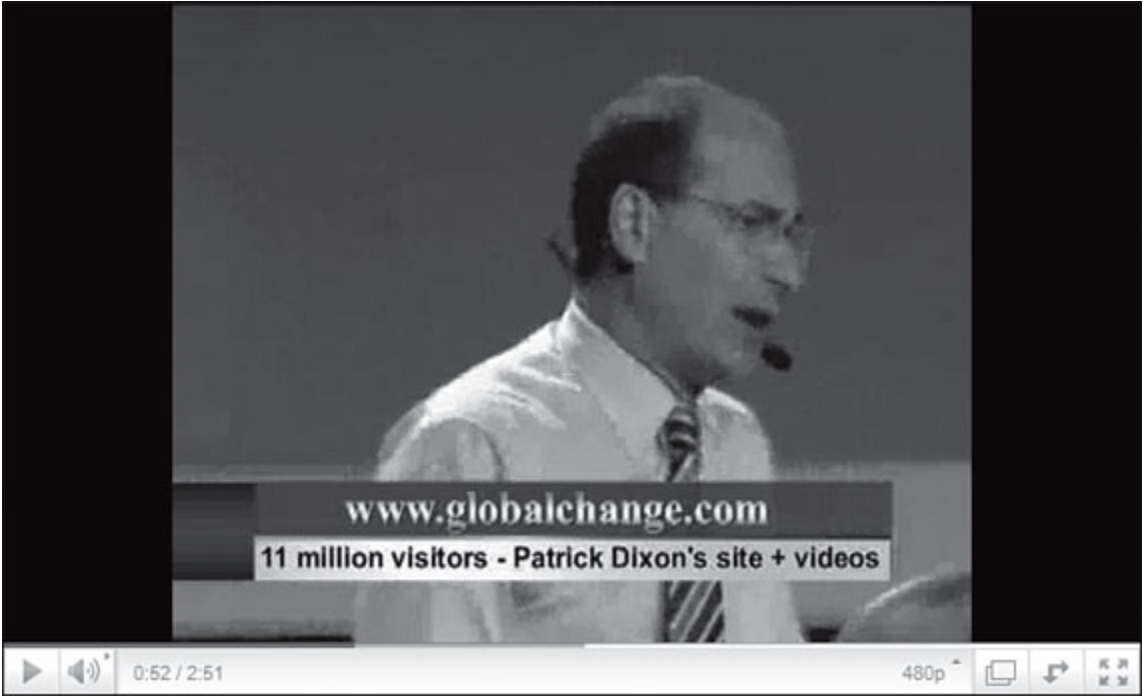 www.globalchange.com
11 million visitors - Patrick Dixon's site + videos
0:52 / 2:51
480p